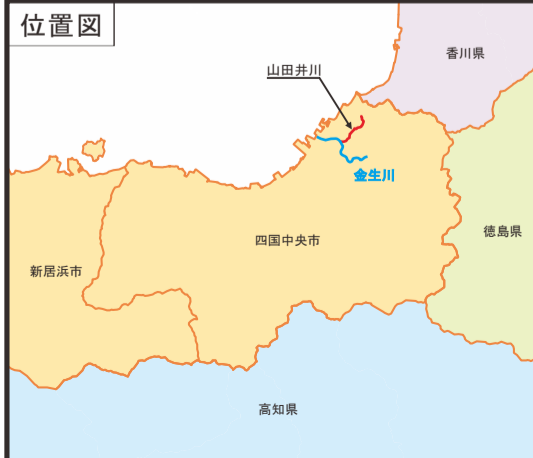 位置図
香川県
山田井川
金生川
徳島県
四国中央市
新居浜市
高知県